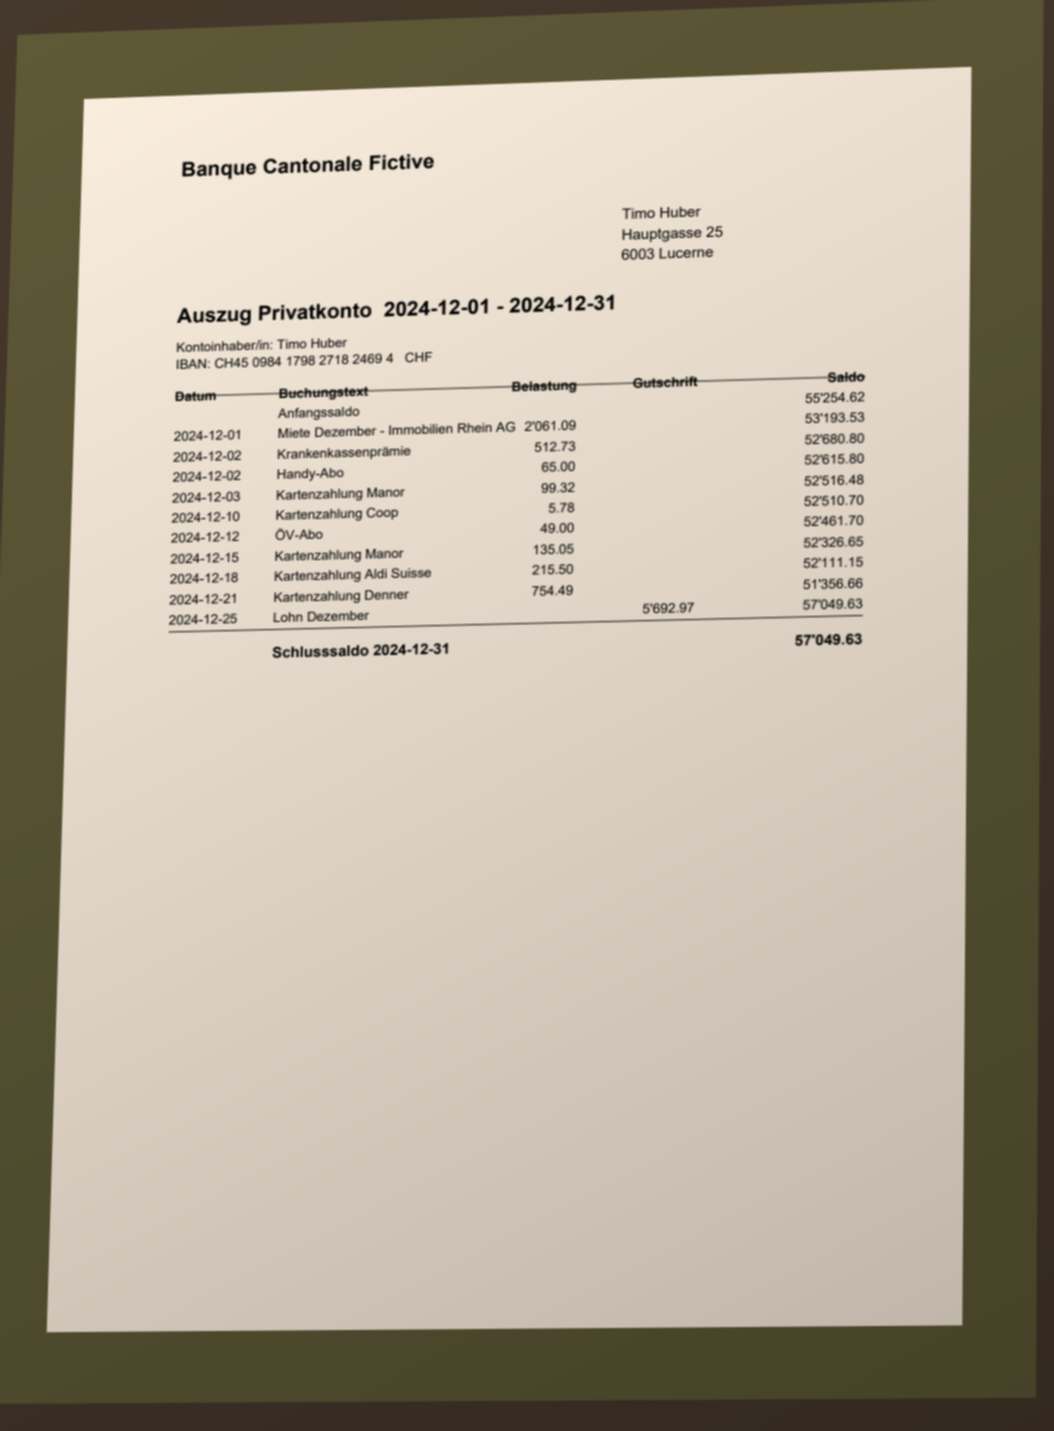 Banque Cantonale Fictive
Timo Huber
Hauptgasse 25
6003 Lucerne
Auszug Privatkonto 2024-12-01 - 2024-12-31
Kontoinhaber/in: Timo Huber
IBAN: CH45 0984 1798 2718 2469 4 CHF
Datum Buchungstext Belastung Gutschrift Saldo
Anfangssaldo 55'254.62
2024-12-01 Miete Dezember - Immobilien Rhein AG 2'061.09 53'193.53
2024-12-02 Krankenkassenprämie 512.73 52'680.80
2024-12-02 Handy-Abo 65.00 52'615.80
2024-12-03 Kartenzahlung Manor 99.32 52'516.48
2024-12-10 Kartenzahlung Coop 5.78 52'510.70
2024-12-12 ÖV-Abo 49.00 52'461.70
2024-12-15 Kartenzahlung Manor 135.05 52'326.65
2024-12-18 Kartenzahlung Aldi Suisse 215.50 52'111.15
2024-12-21 Kartenzahlung Denner 754.49 51'356.66
2024-12-25 Lohn Dezember 5'692.97 57'049.63
Schlusssaldo 2024-12-31 57'049.63